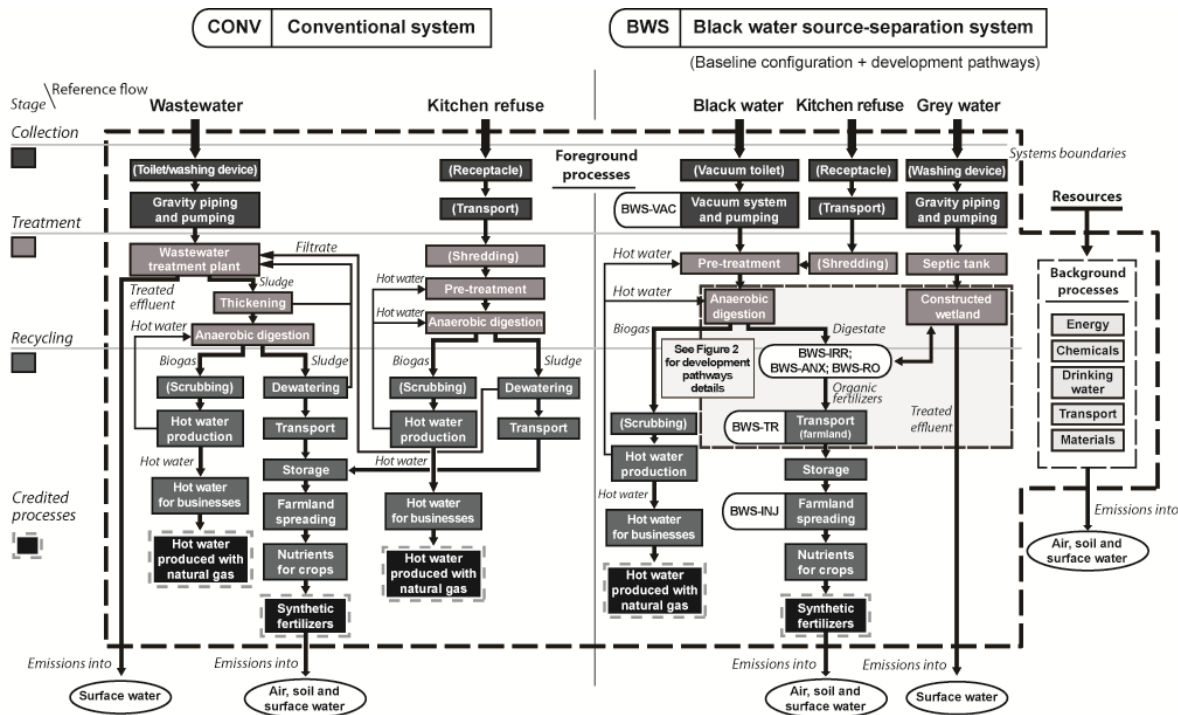 CONV Conventional system
BWS Black water source-separation system
(Baseline configuration + development pathways)
Stage \ Reference flow
Wastewater
Kitchen refuse
Black water
Kitchen refuse
Grey water
Collection
Treatment
Recycling
Credited
processes
Foreground
processes
Systems boundaries
(Toilet/washing device)
Gravity piping
and pumping
Wastewater
treatment plant
Filtrate
Treated
effluent
Sludge
Thickening
Hot water
Anaerobic digestion
Biogas
Sludge
(Scrubbing)
Dewatering
Hot water
production
Transport
Hot water
Storage
Hot water
for businesses
Farmland
spreading
Hot water
produced with
natural gas
Nutrients
for crops
Synthetic
fertilizers
Emissions into
Surface water
Emissions into
Air, soil and
surface water
(Receptacle)
(Transport)
(Shredding)
Hot water
Pre-treatment
Anaerobic digestion
Biogas
Sludge
(Scrubbing)
Dewatering
Hot water
production
Transport
Hot water
Hot water
for businesses
Hot water
produced with
natural gas
(Vacuum toilet)
(Receptacle)
(Washing device)
BWS-VAC
Vacuum system
and pumping
(Transport)
Gravity piping
and pumping
Hot water
Pre-treatment
(Shredding)
Septic tank
Hot water
Anaerobic
digestion
Constructed
wetland
Biogas
Digestate
See Figure 2
for development
pathways
details
BWS-IRR;
BWS-ANX; BWS-RO
Organic
fertilizers
(Scrubbing)
BWS-TR
Transport
(farmland)
Treated
effluent
Hot water
production
Storage
Hot water
BWS-INJ
Farmland
spreading
Hot water
for businesses
Nutrients
for crops
Hot water
produced with
natural gas
Synthetic
fertilizers
Emissions into
Air, soil and
surface water
Emissions into
Surface water
Resources
Background
processes
Energy
Chemicals
Drinking
water
Transport
Materials
Emissions into
Air, soil and
surface water